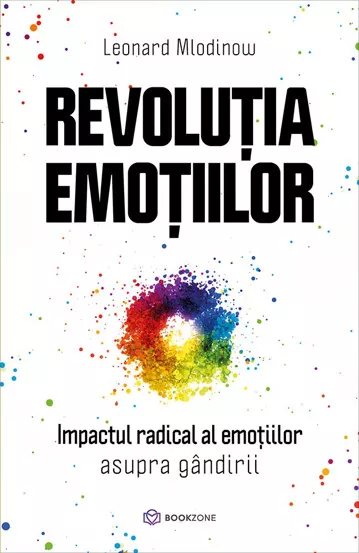 Leonard Mlodinow
REVOLUȚIA
EMOȚIILOR
Impactul radical al emoțiilor
asupra gândirii
BOOKZONE